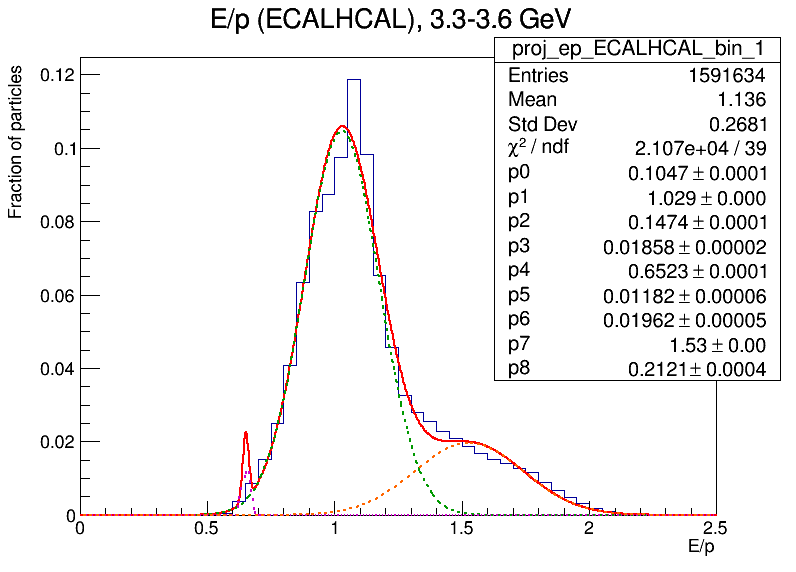 E/p (ECALHCAL), 3.3-3.6 GeV
proj_ep_ECALHCAL_bin_1
Entries 1591634
Mean 1.136
Std Dev 0.2681
χ² / ndf 2.107e+04 / 39
p0 0.1047 ± 0.0001
p1 1.029 ± 0.000
p2 0.1474 ± 0.0001
p3 0.01858 ± 0.00002
p4 0.6523 ± 0.0001
p5 0.01182 ± 0.00006
p6 0.01962 ± 0.00005
p7 1.53 ± 0.00
p8 0.2121 ± 0.0004
Fraction of particles
0.12
0.1
0.08
0.06
0.04
0.02
0
0 0.5 1 1.5 2 2.5
E/p